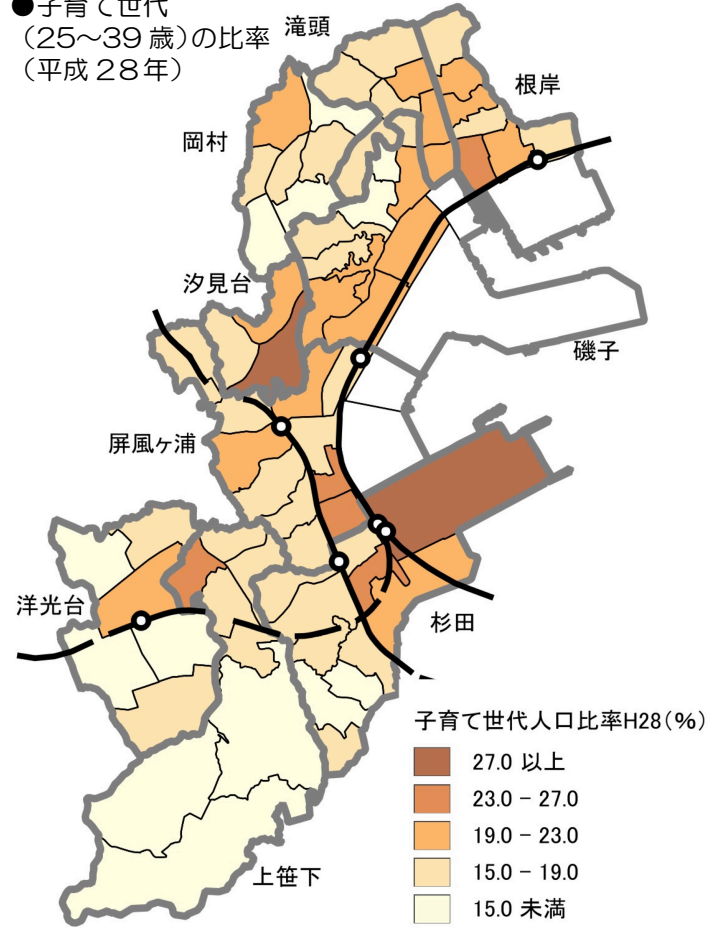 ●子育て世代
（25～39歳）の比率
（平成28年）
滝頭
根岸
岡村
汐見台
磯子
屏風ヶ浦
洋光台
杉田
上笹下
子育て世代人口比率H28(%)
27.0 以上
23.0 - 27.0
19.0 - 23.0
15.0 - 19.0
15.0 未満